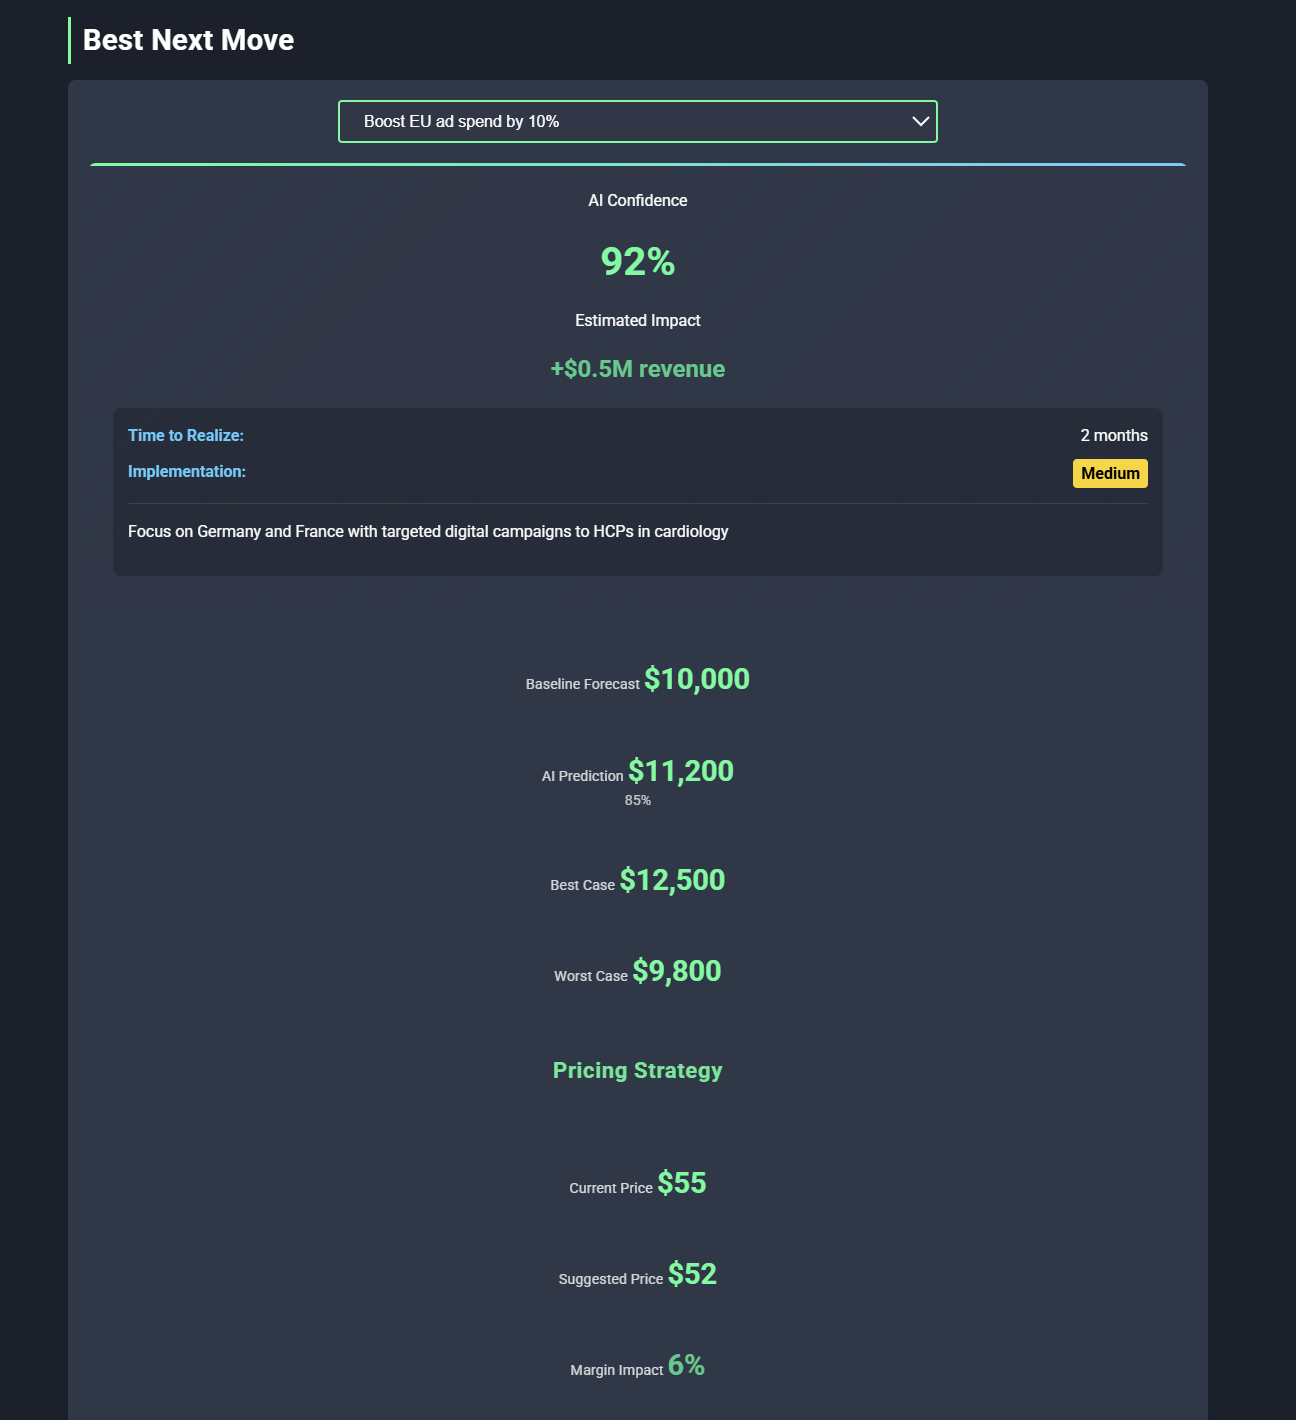 Best Next Move
Boost EU ad spend by 10%
AI Confidence
92%
Estimated Impact
+$0.5M revenue
Time to Realize: 2 months
Implementation: Medium
Focus on Germany and France with targeted digital campaigns to HCPs in cardiology
Baseline Forecast $10,000
AI Prediction $11,200
85%
Best Case $12,500
Worst Case $9,800
Pricing Strategy
Current Price $55
Suggested Price $52
Margin Impact 6%